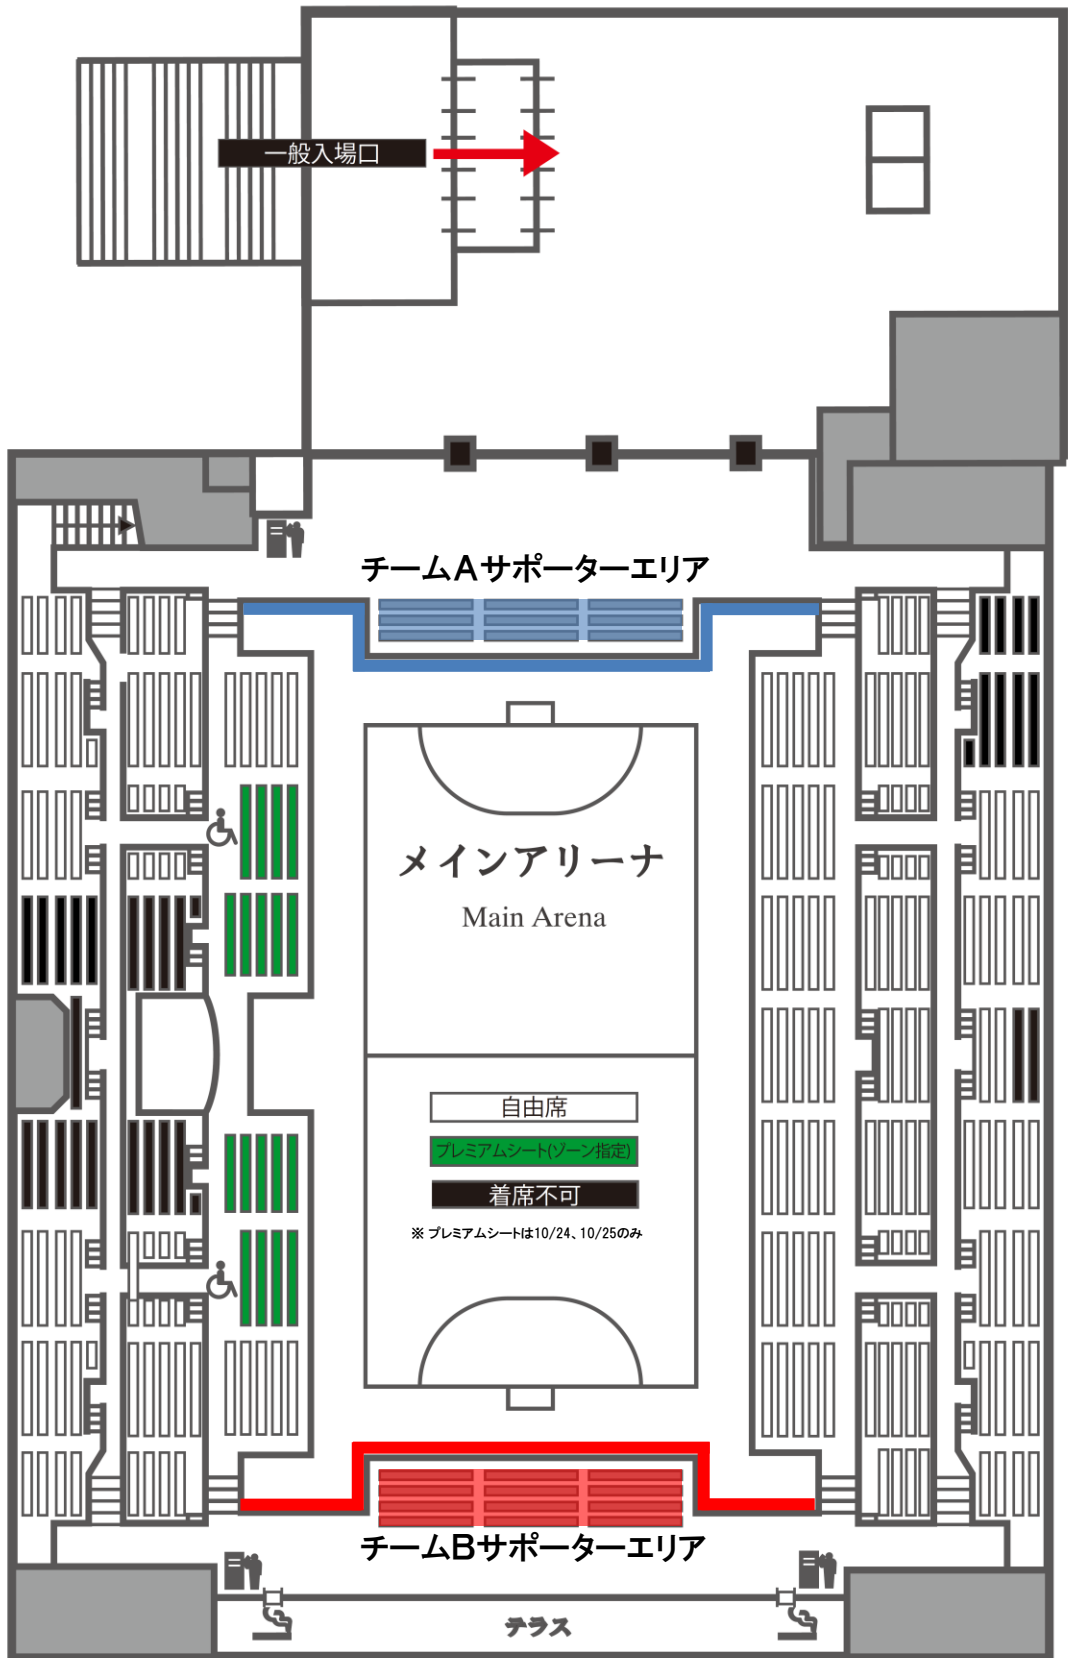 一般入場口
チームAサポーターエリア
メインアリーナ
Main Arena
自由席
プレミアムシート(ゾーン指定)
着席不可
※ プレミアムシートは10/24、10/25のみ
チームBサポーターエリア
テラス